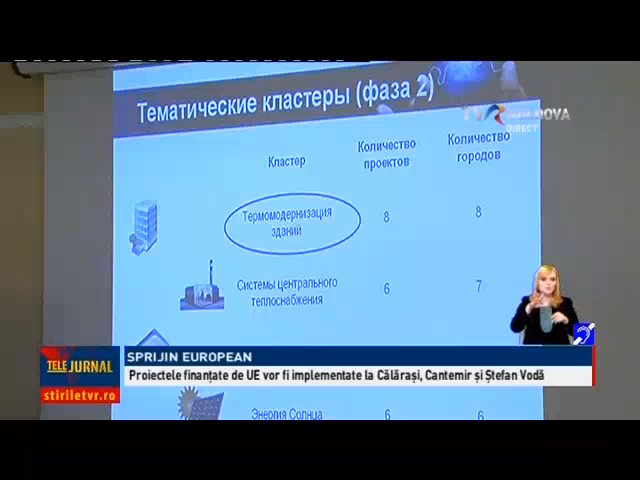 Тематические кластеры (фаза 2)
TVR MOLDOVA
DIRECT
Кластер
Количество
проектов
Количество
городов
Термомодернизация
зданий
8
8
Системы центрального
теплоснабжения
6
7
TELE JURNAL
stiriletvr.ro
SPRIJIN EUROPEAN
Proiectele finanțate de UE vor fi implementate la Călărași, Cantemir și Ștefan Vodă
Энергия Солнца
6
6